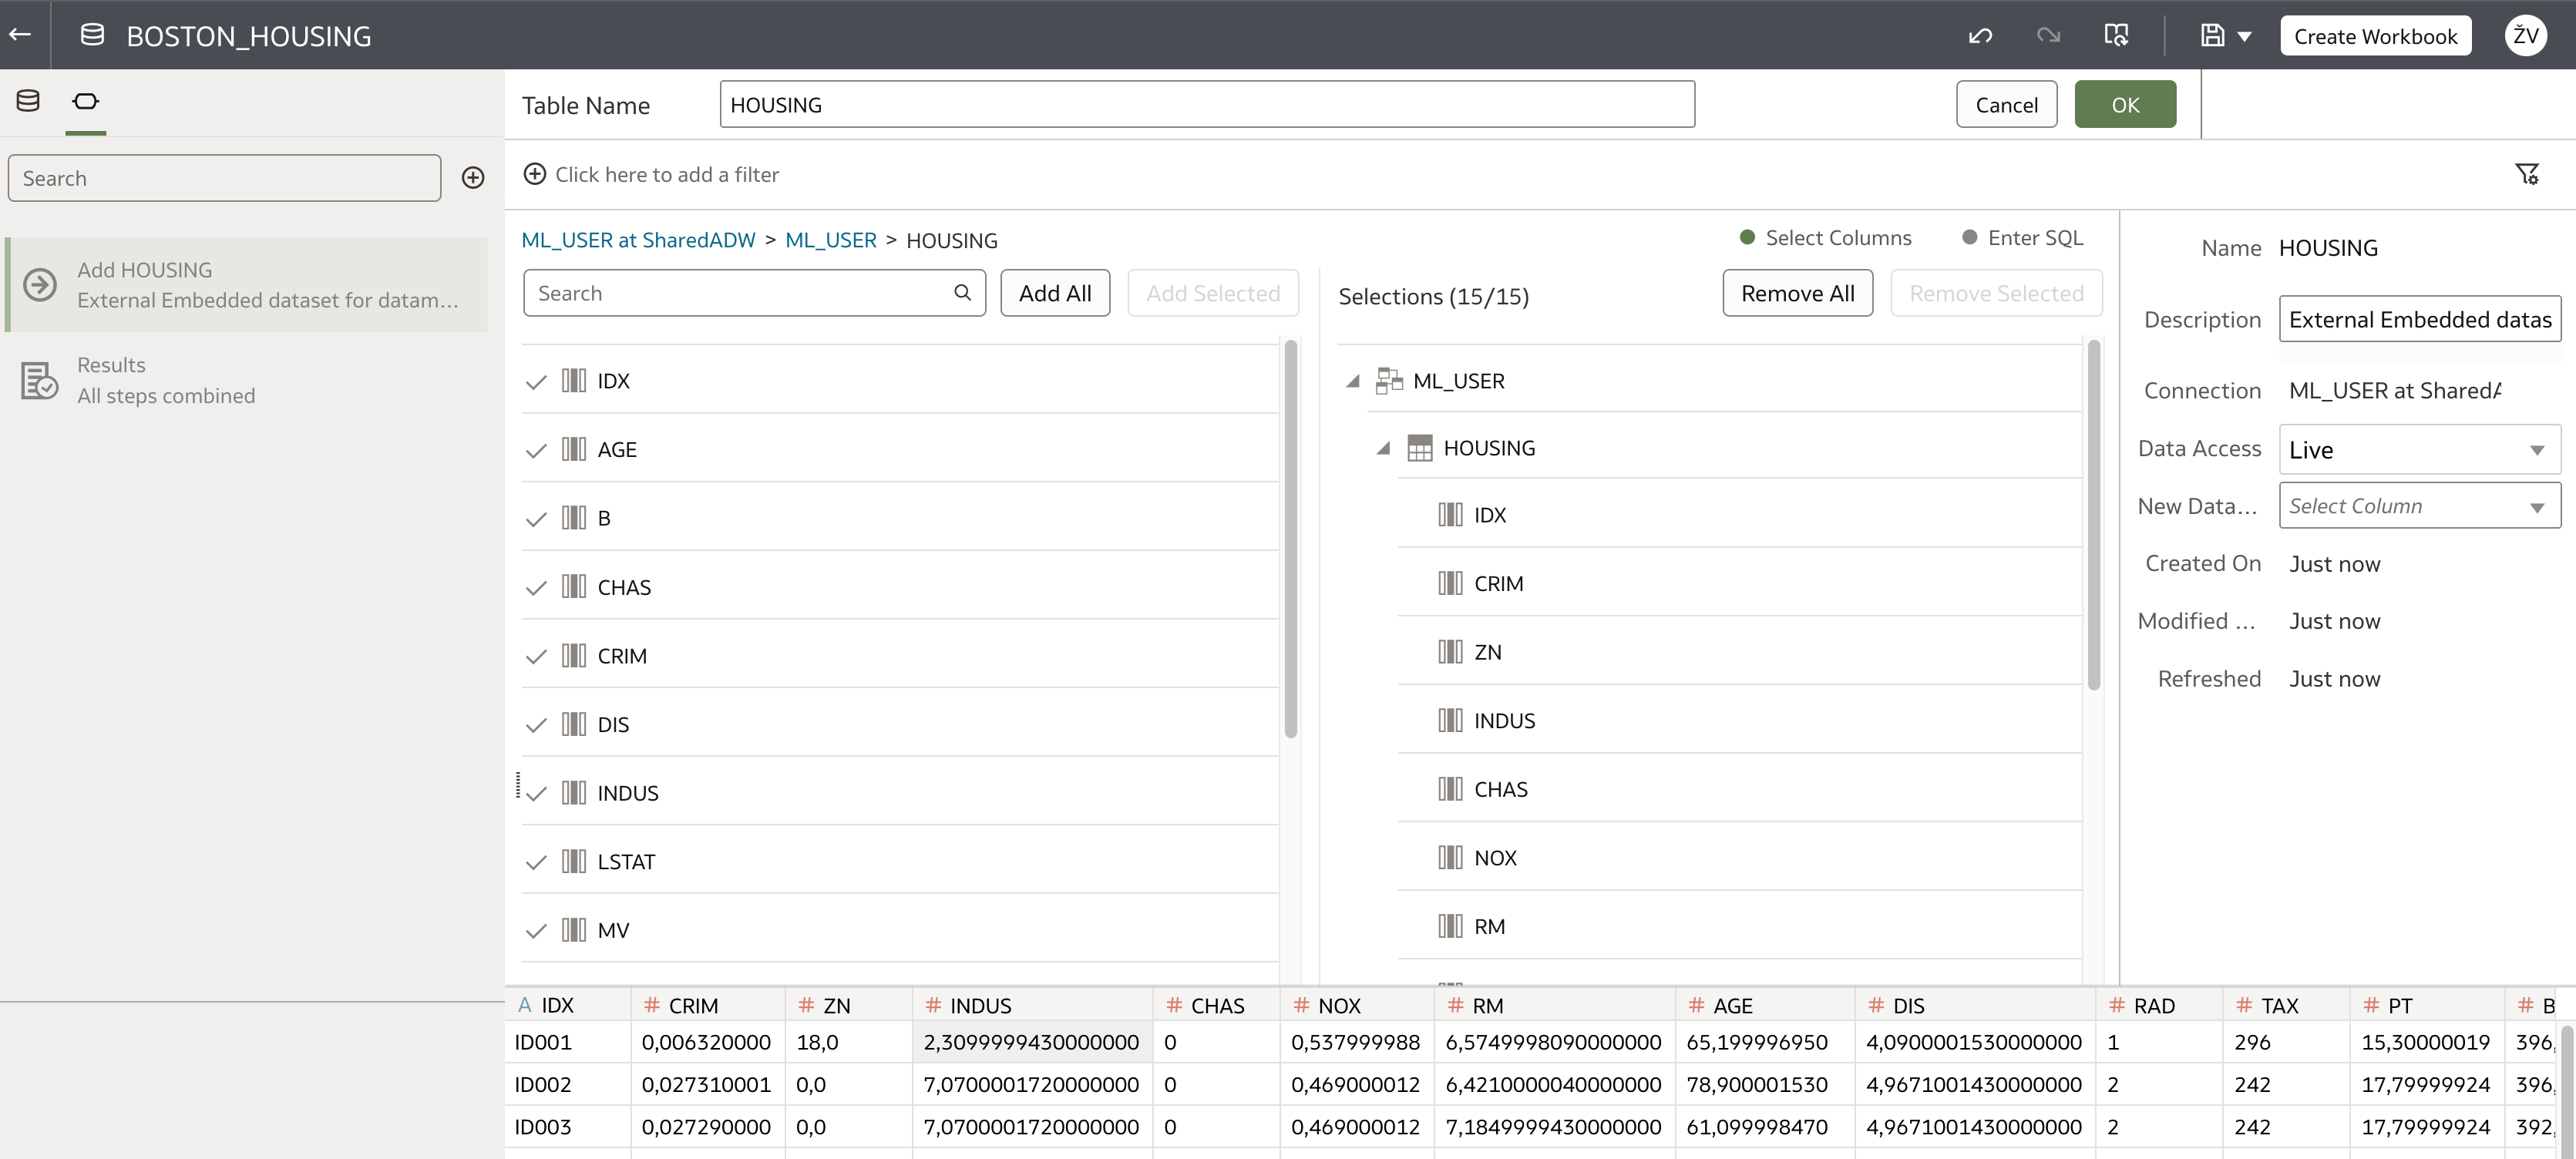 BOSTON_HOUSING
Create Workbook
ŽV
Search
Add HOUSING
External Embedded dataset for datam...
Results
All steps combined
Table Name
HOUSING
Cancel
OK
Click here to add a filter
ML_USER at SharedADW > ML_USER > HOUSING
Search
Add All
Add Selected
IDX
AGE
B
CHAS
CRIM
DIS
INDUS
LSTAT
MV
Select Columns
Enter SQL
Selections (15/15)
Remove All
Remove Selected
ML_USER
HOUSING
IDX
CRIM
ZN
INDUS
CHAS
NOX
RM
Name HOUSING
Description External Embedded datas
Connection ML_USER at Shared
Data Access Live
New Data... Select Column
Created On Just now
Modified ... Just now
Refreshed Just now
A IDX # CRIM # ZN # INDUS # CHAS # NOX # RM # AGE # DIS # RAD # TAX # PT # B
ID001 0,006320000 18,0 2,3099999430000000 0 0,537999988 6,5749998090000000 65,199996950 4,0900001530000000 1 296 15,30000019 396,
ID002 0,027310001 0,0 7,0700001720000000 0 0,469000012 6,4210000040000000 78,900001530 4,9671001430000000 2 242 17,79999924 396,
ID003 0,027290000 0,0 7,0700001720000000 0 0,469000012 7,1849999430000000 61,099998470 4,9671001430000000 2 242 17,79999924 392,